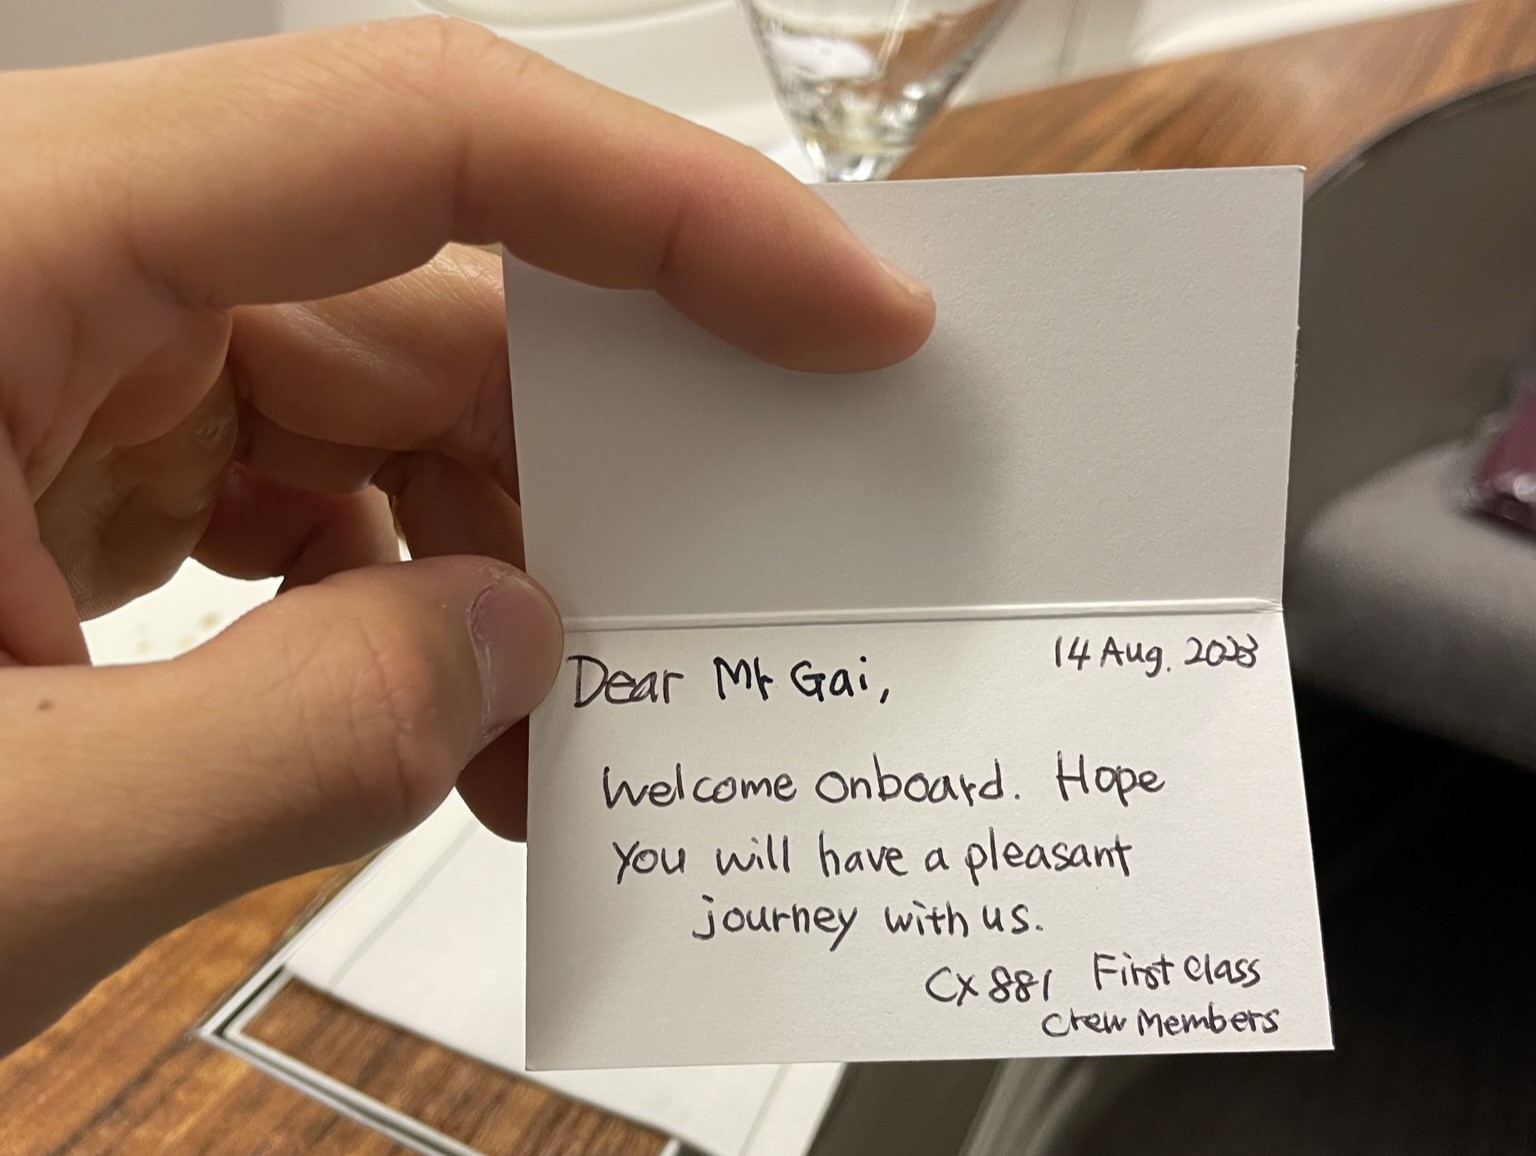 14 Aug. 2023
Dear Mr Gai,
Welcome onboard. Hope
you will have a pleasant
journey with us.
CX 881 First Class
Crew Members